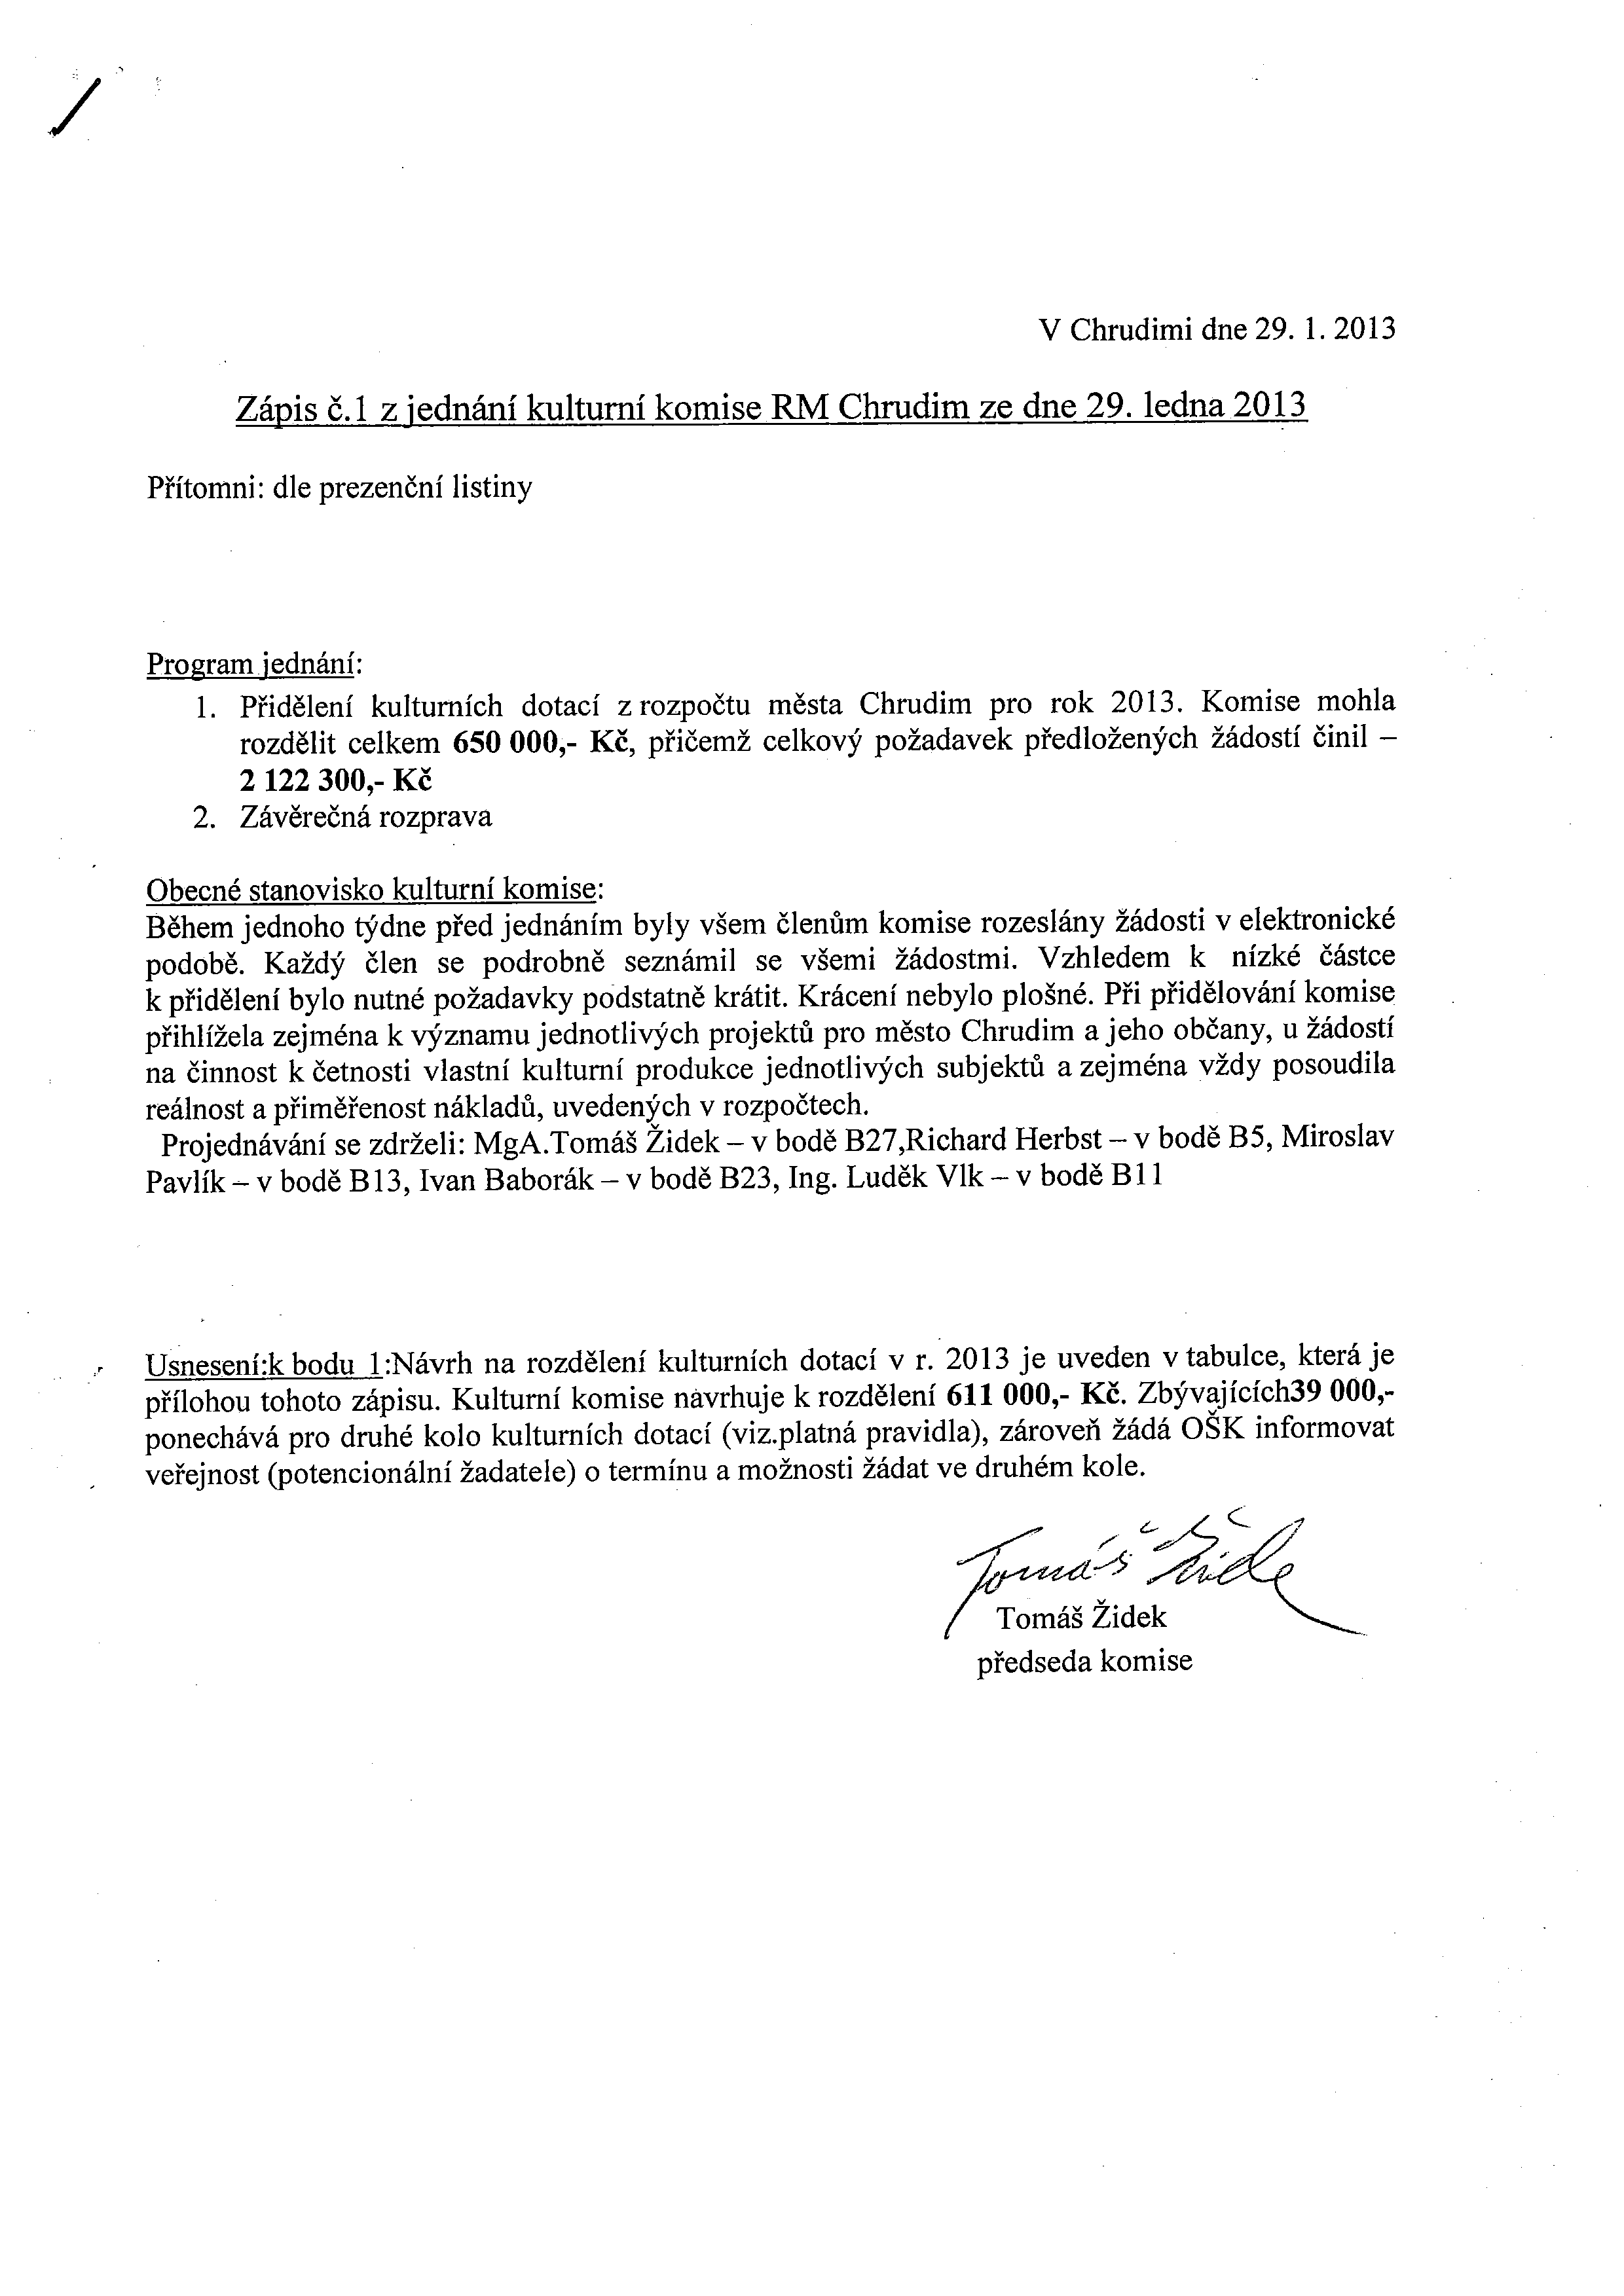 V Chrudimi dne 29. 1. 2013
Zápis č.1 z jednání kulturní komise RM Chrudim ze dne 29. ledna 2013
Přítomni: dle prezenční listiny
Program jednání:
1. Přidělení kulturních dotací z rozpočtu města Chrudim pro rok 2013. Komise mohla
rozdělit celkem 650 000,- Kč, přičemž celkový požadavek předložených žádostí činil –
2 122 300,- Kč
2. Závěrečná rozprava
Obecné stanovisko kulturní komise:
Během jednoho týdne před jednáním byly všem členům komise rozeslány žádosti v elektronické
podobě. Každý člen se podrobně seznámil se všemi žádostmi. Vzhledem k nízké částce
k přidělení bylo nutné požadavky podstatně krátit. Krácení nebylo plošné. Při přidělování komise
přihlížela zejména k významu jednotlivých projektů pro město Chrudim a jeho občany, u žádostí
na činnost k četnosti vlastní kulturní produkce jednotlivých subjektů a zejména vždy posoudila
reálnost a přiměřenost nákladů, uvedených v rozpočtech.
Projednávání se zdrželi: MgA.Tomáš Židek – v bodě B27,Richard Herbst – v bodě B5, Miroslav
Pavlík – v bodě B13, Ivan Baborák – v bodě B23, Ing. Luděk Vlk – v bodě B11
Usnesení:k bodu 1:Návrh na rozdělení kulturních dotací v r. 2013 je uveden v tabulce, která je
přílohou tohoto zápisu. Kulturní komise navrhuje k rozdělení 611 000,- Kč. Zbývajících39 000,-
ponechává pro druhé kolo kulturních dotací (viz.platná pravidla), zároveň žádá OŠK informovat
veřejnost (potencionální žadatele) o termínu a možnosti žádat ve druhém kole.
Tomáš Židek
Tomáš Židek
předseda komise